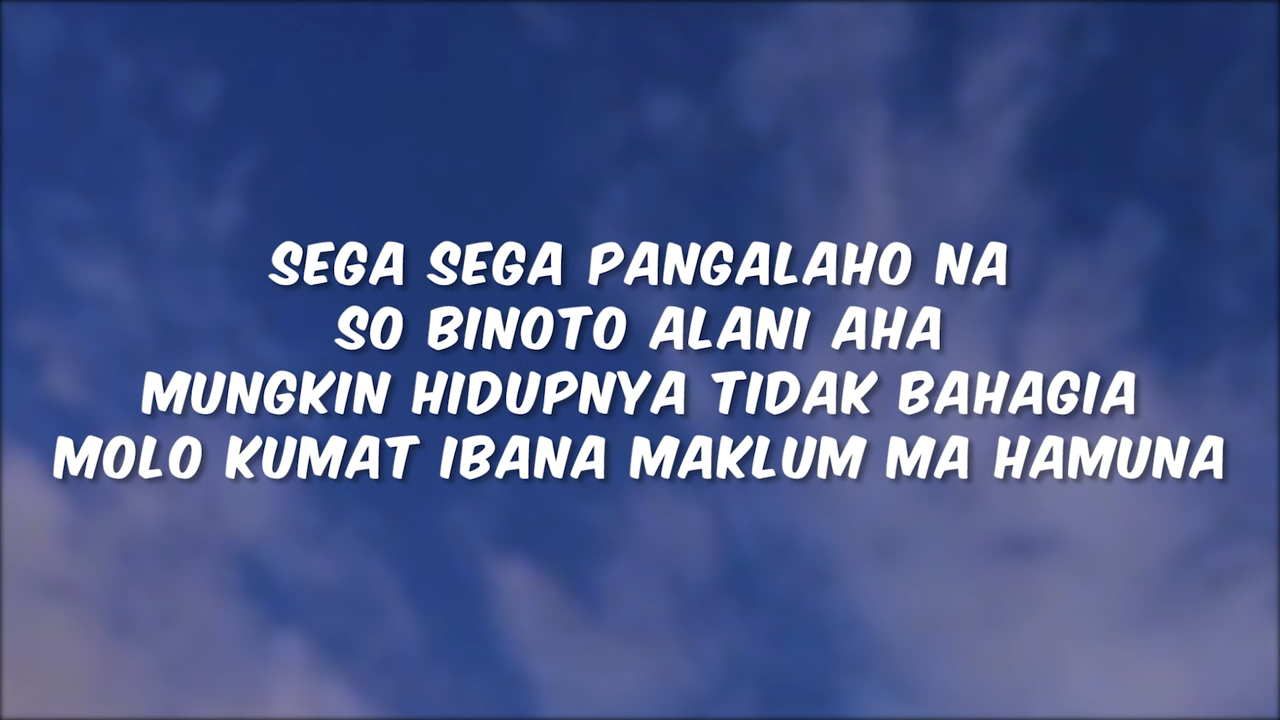 SEGA SEGA PANGALAHO NA
SO BINOTO ALANI AHA
MUNGKIN HIDUPNYA TIDAK BAHAGIA
MOLO KUMAT IBANA MAKLUM MA HAMUNA